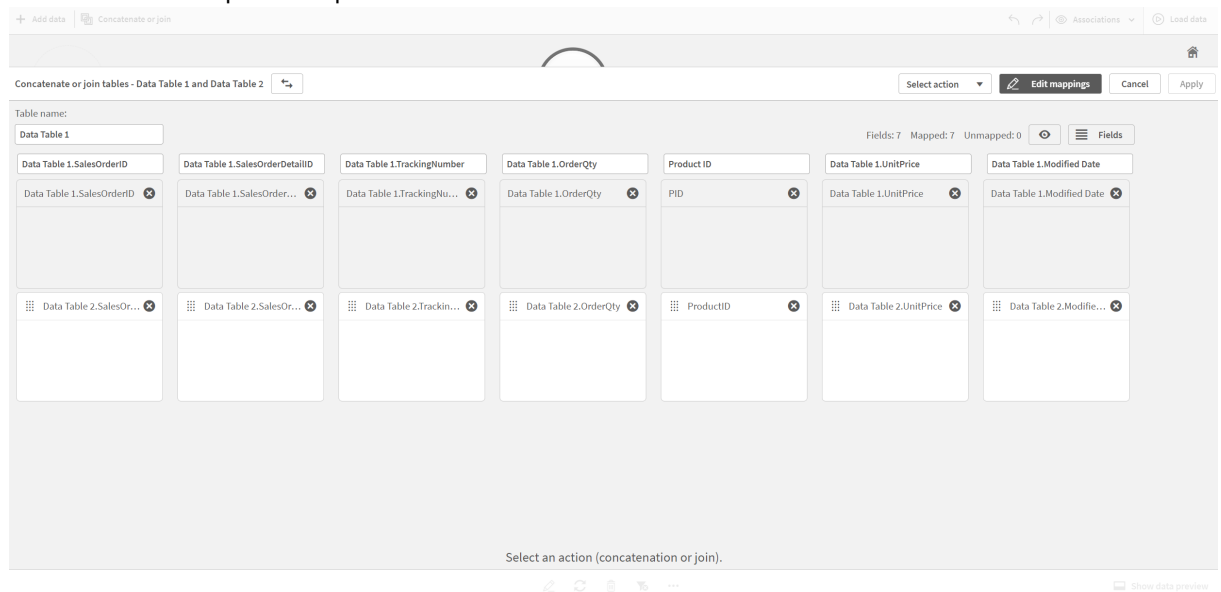 Add data Concatenate or join Associations Load data
Concatenate or join tables - Data Table 1 and Data Table 2 Select action Edit mappings Cancel Apply
Table name:
Data Table 1 Fields: 7 Mapped: 7 Unmapped: 0 Fields
Data Table 1.SalesOrderID Data Table 1.SalesOrderDetailID Data Table 1.TrackingNumber Data Table 1.OrderQty Product ID Data Table 1.UnitPrice Data Table 1.Modified Date
Data Table 1.SalesOrderID Data Table 1.SalesOrder... Data Table 1.TrackingNu... Data Table 1.OrderQty PID Data Table 1.UnitPrice Data Table 1.Modified Date
Data Table 2.SalesOr... Data Table 2.SalesOr... Data Table 2.Trackin... Data Table 2.OrderQty ProductID Data Table 2.UnitPrice Data Table 2.Modifie...
Select an action (concatenation or join).
Show data preview